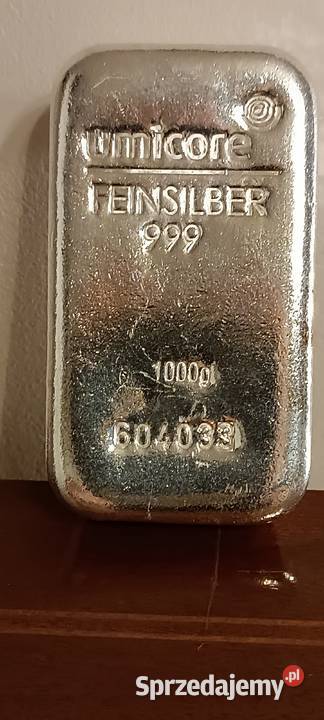 umicore
FEINSILBER
999
1000g
604033
Sprzedajemy.pl